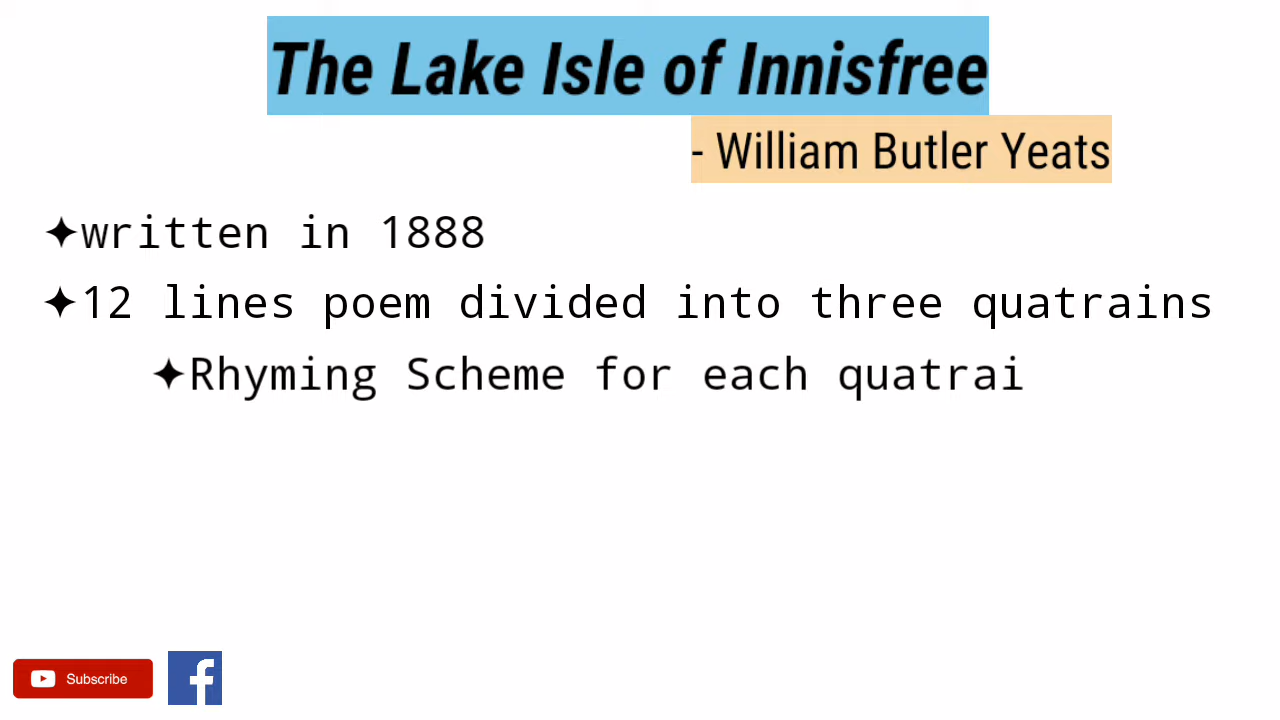 The Lake Isle of Innisfree
- William Butler Yeats
✦written in 1888
✦12 lines poem divided into three quatrains
✦Rhyming Scheme for each quatrai
Subscribe